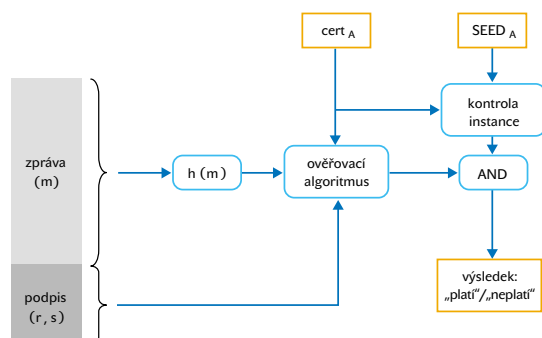 cert A
SEED A
kontrola
instance
zpráva
(m)
h (m)
ověřovací
algoritmus
AND
výsledek:
„platí“/„neplatí“
podpis
(r, s)